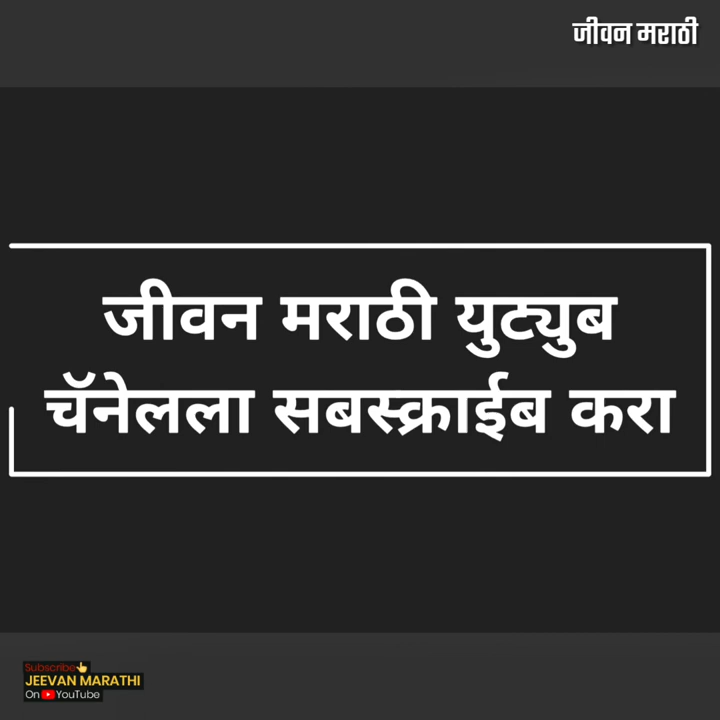 जीवन मराठी
जीवन मराठी युट्युब
चॅनेलला सबस्क्राईब करा
Subscribe
JEEVAN MARATHI
On YouTube